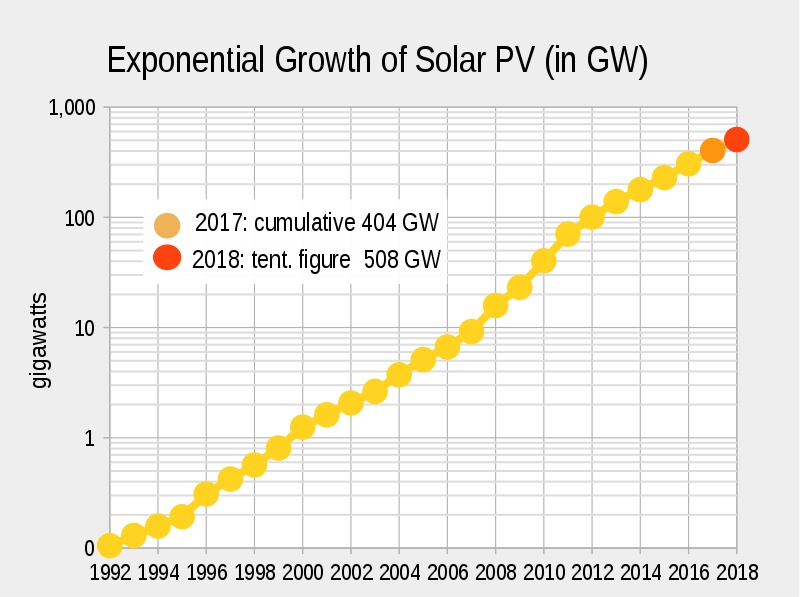 Exponential Growth of Solar PV (in GW)
1,000
2017: cumulative 404 GW
100
2018: tent. figure 508 GW
gigawatts
10
1
0
1992 1994 1996 1998 2000 2002 2004 2006 2008 2010 2012 2014 2016 2018